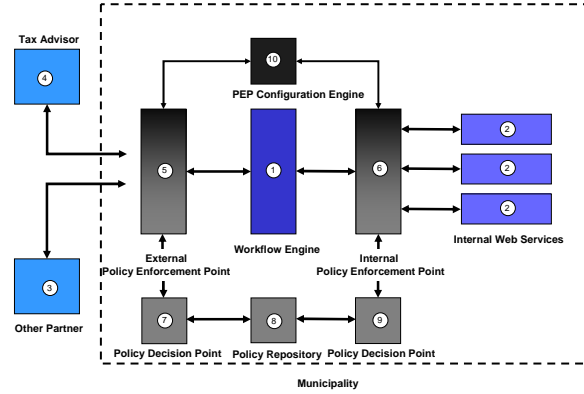 Tax Advisor
4
10
PEP Configuration Engine
5
1
6
2
2
2
External
Policy Enforcement Point
Workflow Engine
Internal
Policy Enforcement Point
Internal Web Services
3
Other Partner
7
8
9
Policy Decision Point
Policy Repository
Policy Decision Point
Municipality